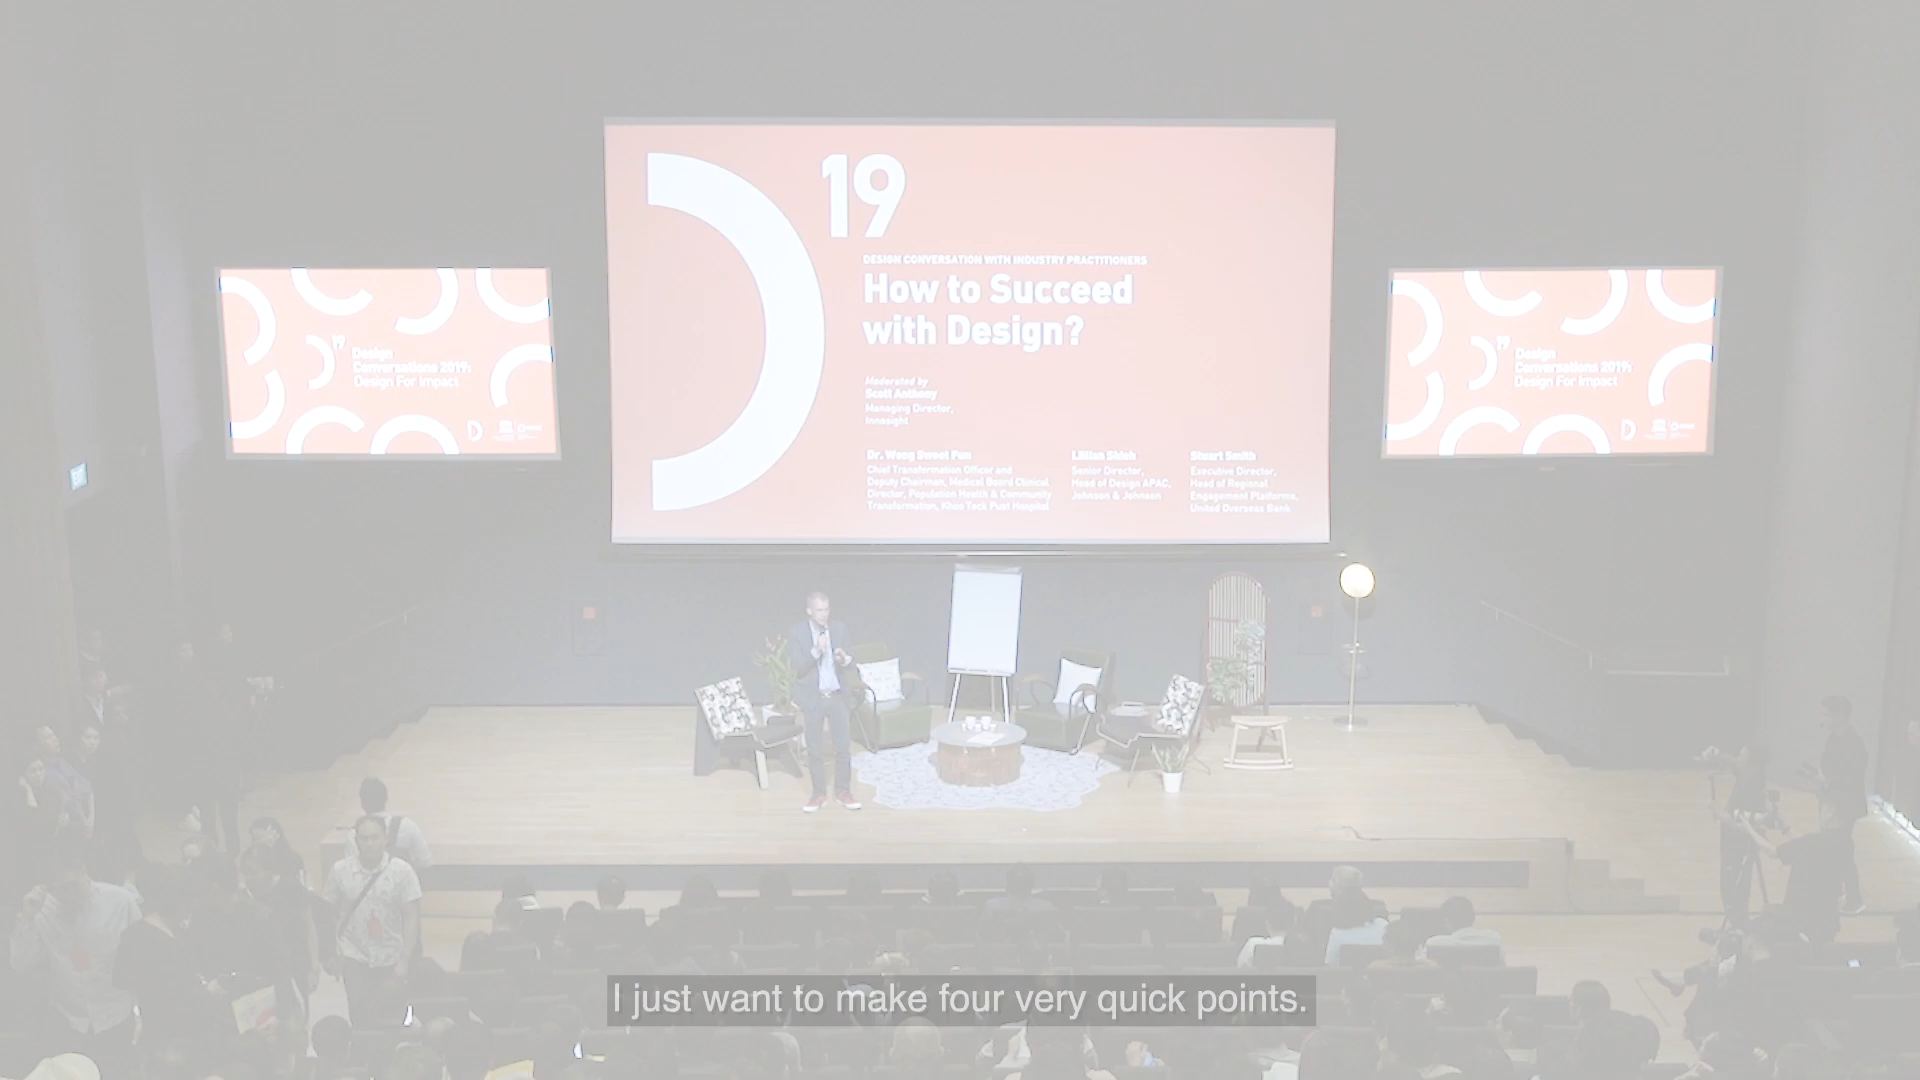 19
DESIGN CONVERSATION WITH INDUSTRY PRACTITIONERS
How to Succeed
with Design?
Moderated by
Scott Anthony
Managing Director,
Innosight
Dr. Wong Sweet Fun
Chief Transformation Officer and
Deputy Chairman, Medical Board Clinical
Director, Population Health & Community
Transformation, Khoo Teck Puat Hospital
Lillian Shieh
Senior Director,
Head of Design APAC,
Johnson & Johnson
Stuart Smith
Executive Director,
Head of Regional
Engagement Platforms,
United Overseas Bank
19
Design
Conversations 2019:
Design For Impact
19
Design
Conversations 2019:
Design For Impact
I just want to make four very quick points.